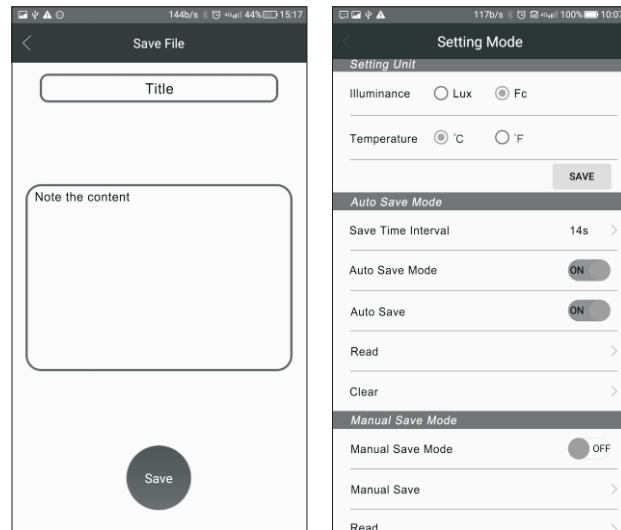 144b/s 4G 44% 15:17
Save File
Title
Note the content
Save
117b/s 4G 100% 10:07
Setting Mode
Setting Unit
Illuminance Lux Fc
Temperature °C °F
SAVE
Auto Save Mode
Save Time Interval 14s
Auto Save Mode ON
Auto Save ON
Read
Clear
Manual Save Mode
Manual Save Mode OFF
Manual Save
Read